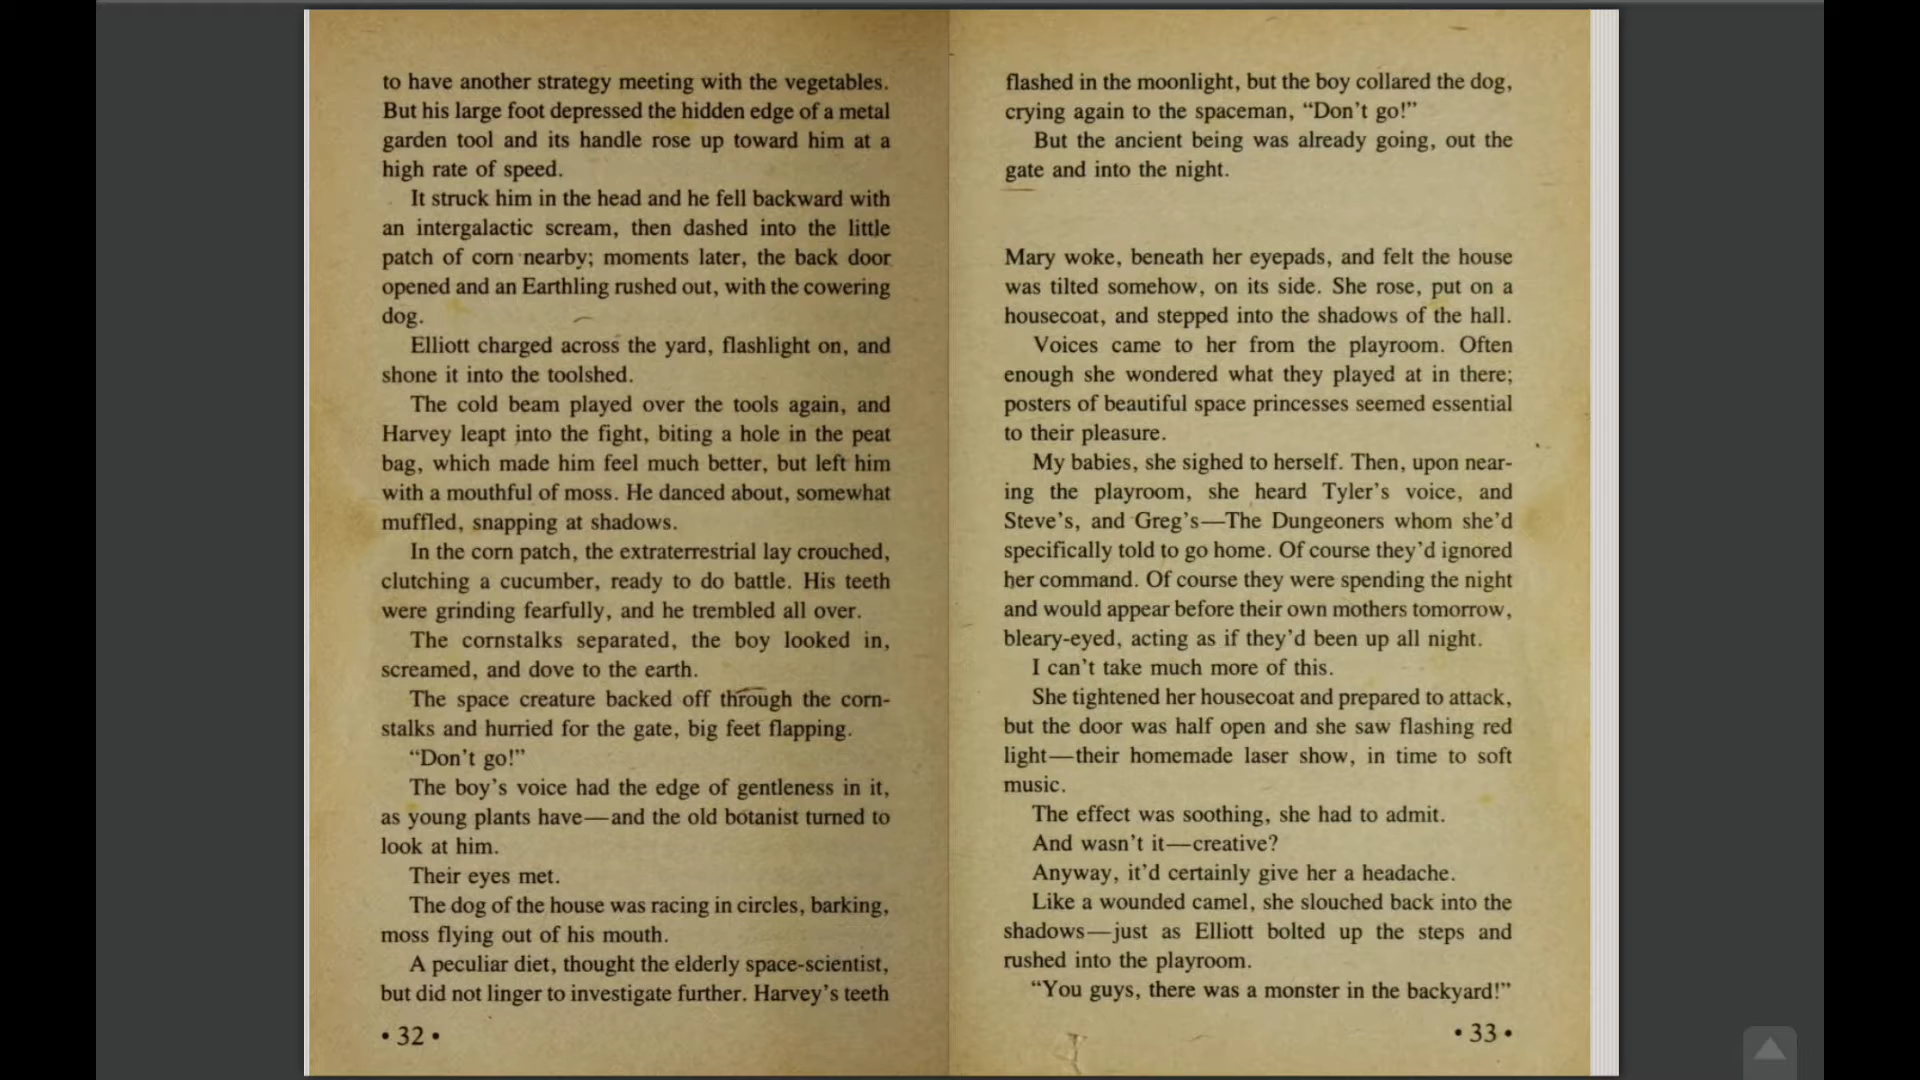 to have another strategy meeting with the vegetables.
But his large foot depressed the hidden edge of a metal
garden tool and its handle rose up toward him at a
high rate of speed.
It struck him in the head and he fell backward with
an intergalactic scream, then dashed into the little
patch of corn nearby; moments later, the back door
opened and an Earthling rushed out, with the cowering
dog.
Elliott charged across the yard, flashlight on, and
shone it into the toolshed.
The cold beam played over the tools again, and
Harvey leapt into the fight, biting a hole in the peat
bag, which made him feel much better, but left him
with a mouthful of moss. He danced about, somewhat
muffled, snapping at shadows.
In the corn patch, the extraterrestrial lay crouched,
clutching a cucumber, ready to do battle. His teeth
were grinding fearfully, and he trembled all over.
The cornstalks separated, the boy looked in,
screamed, and dove to the earth.
The space creature backed off through the corn-
stalks and hurried for the gate, big feet flapping.
“Don’t go!”
The boy’s voice had the edge of gentleness in it,
as young plants have—and the old botanist turned to
look at him.
Their eyes met.
The dog of the house was racing in circles, barking,
moss flying out of his mouth.
A peculiar diet, thought the elderly space-scientist,
but did not linger to investigate further. Harvey’s teeth
• 32 •
flashed in the moonlight, but the boy collared the dog,
crying again to the spaceman, “Don’t go!”
But the ancient being was already going, out the
gate and into the night.
Mary woke, beneath her eyepads, and felt the house
was tilted somehow, on its side. She rose, put on a
housecoat, and stepped into the shadows of the hall.
Voices came to her from the playroom. Often
enough she wondered what they played at in there;
posters of beautiful space princesses seemed essential
to their pleasure.
My babies, she sighed to herself. Then, upon near-
ing the playroom, she heard Tyler’s voice, and
Steve’s, and Greg’s—The Dungeoners whom she’d
specifically told to go home. Of course they’d ignored
her command. Of course they were spending the night
and would appear before their own mothers tomorrow,
bleary-eyed, acting as if they’d been up all night.
I can’t take much more of this.
She tightened her housecoat and prepared to attack,
but the door was half open and she saw flashing red
light—their homemade laser show, in time to soft
music.
The effect was soothing, she had to admit.
And wasn’t it—creative?
Anyway, it’d certainly give her a headache.
Like a wounded camel, she slouched back into the
shadows—just as Elliott bolted up the steps and
rushed into the playroom.
“You guys, there was a monster in the backyard!”
• 33 •